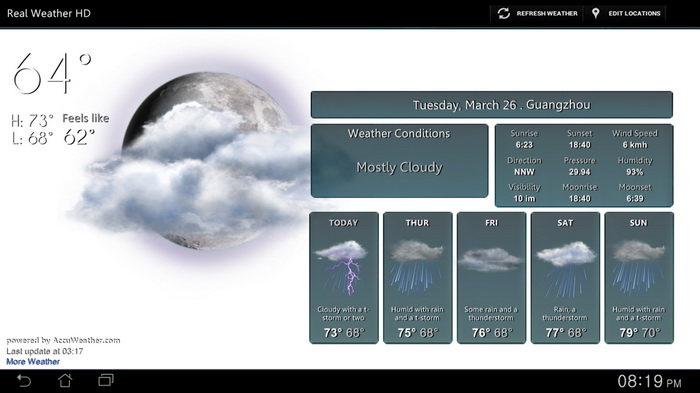 Real Weather HD
REFRESH WEATHER
EDIT LOCATIONS
64°
H: 73°
L: 68°
Feels like
62°
Tuesday, March 26 . Guangzhou
Weather Conditions
Mostly Cloudy
Sunrise Sunset Wind Speed
6:23 18:40 6 kmh
Direction Pressure Humidity
NNW 29.94 93%
Visibility Moonrise Moonset
10 im 18:40 6:39
TODAY
Cloudy with a t-
storm or two
73° 68°
THUR
Humid with rain
and a t-storm
75° 68°
FRI
Some rain and a
thunderstorm
76° 68°
SAT
Rain, a
thunderstorm
77° 68°
SUN
Humid with rain
and a t-storm
79° 70°
powered by AccuWeather.com
Last update at 03:17
More Weather
08:19 PM